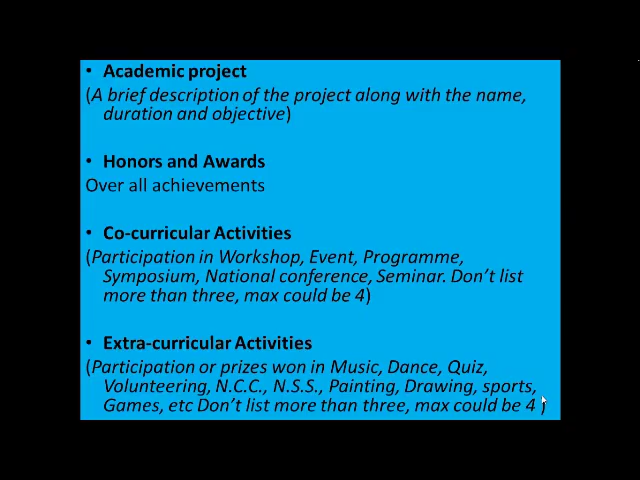 • Academic project
(A brief description of the project along with the name,
duration and objective)
• Honors and Awards
Over all achievements
• Co-curricular Activities
(Participation in Workshop, Event, Programme,
Symposium, National conference, Seminar. Don't list
more than three, max could be 4)
• Extra-curricular Activities
(Participation or prizes won in Music, Dance, Quiz,
Volunteering, N.C.C., N.S.S., Painting, Drawing, sports,
Games, etc Don't list more than three, max could be 4 )